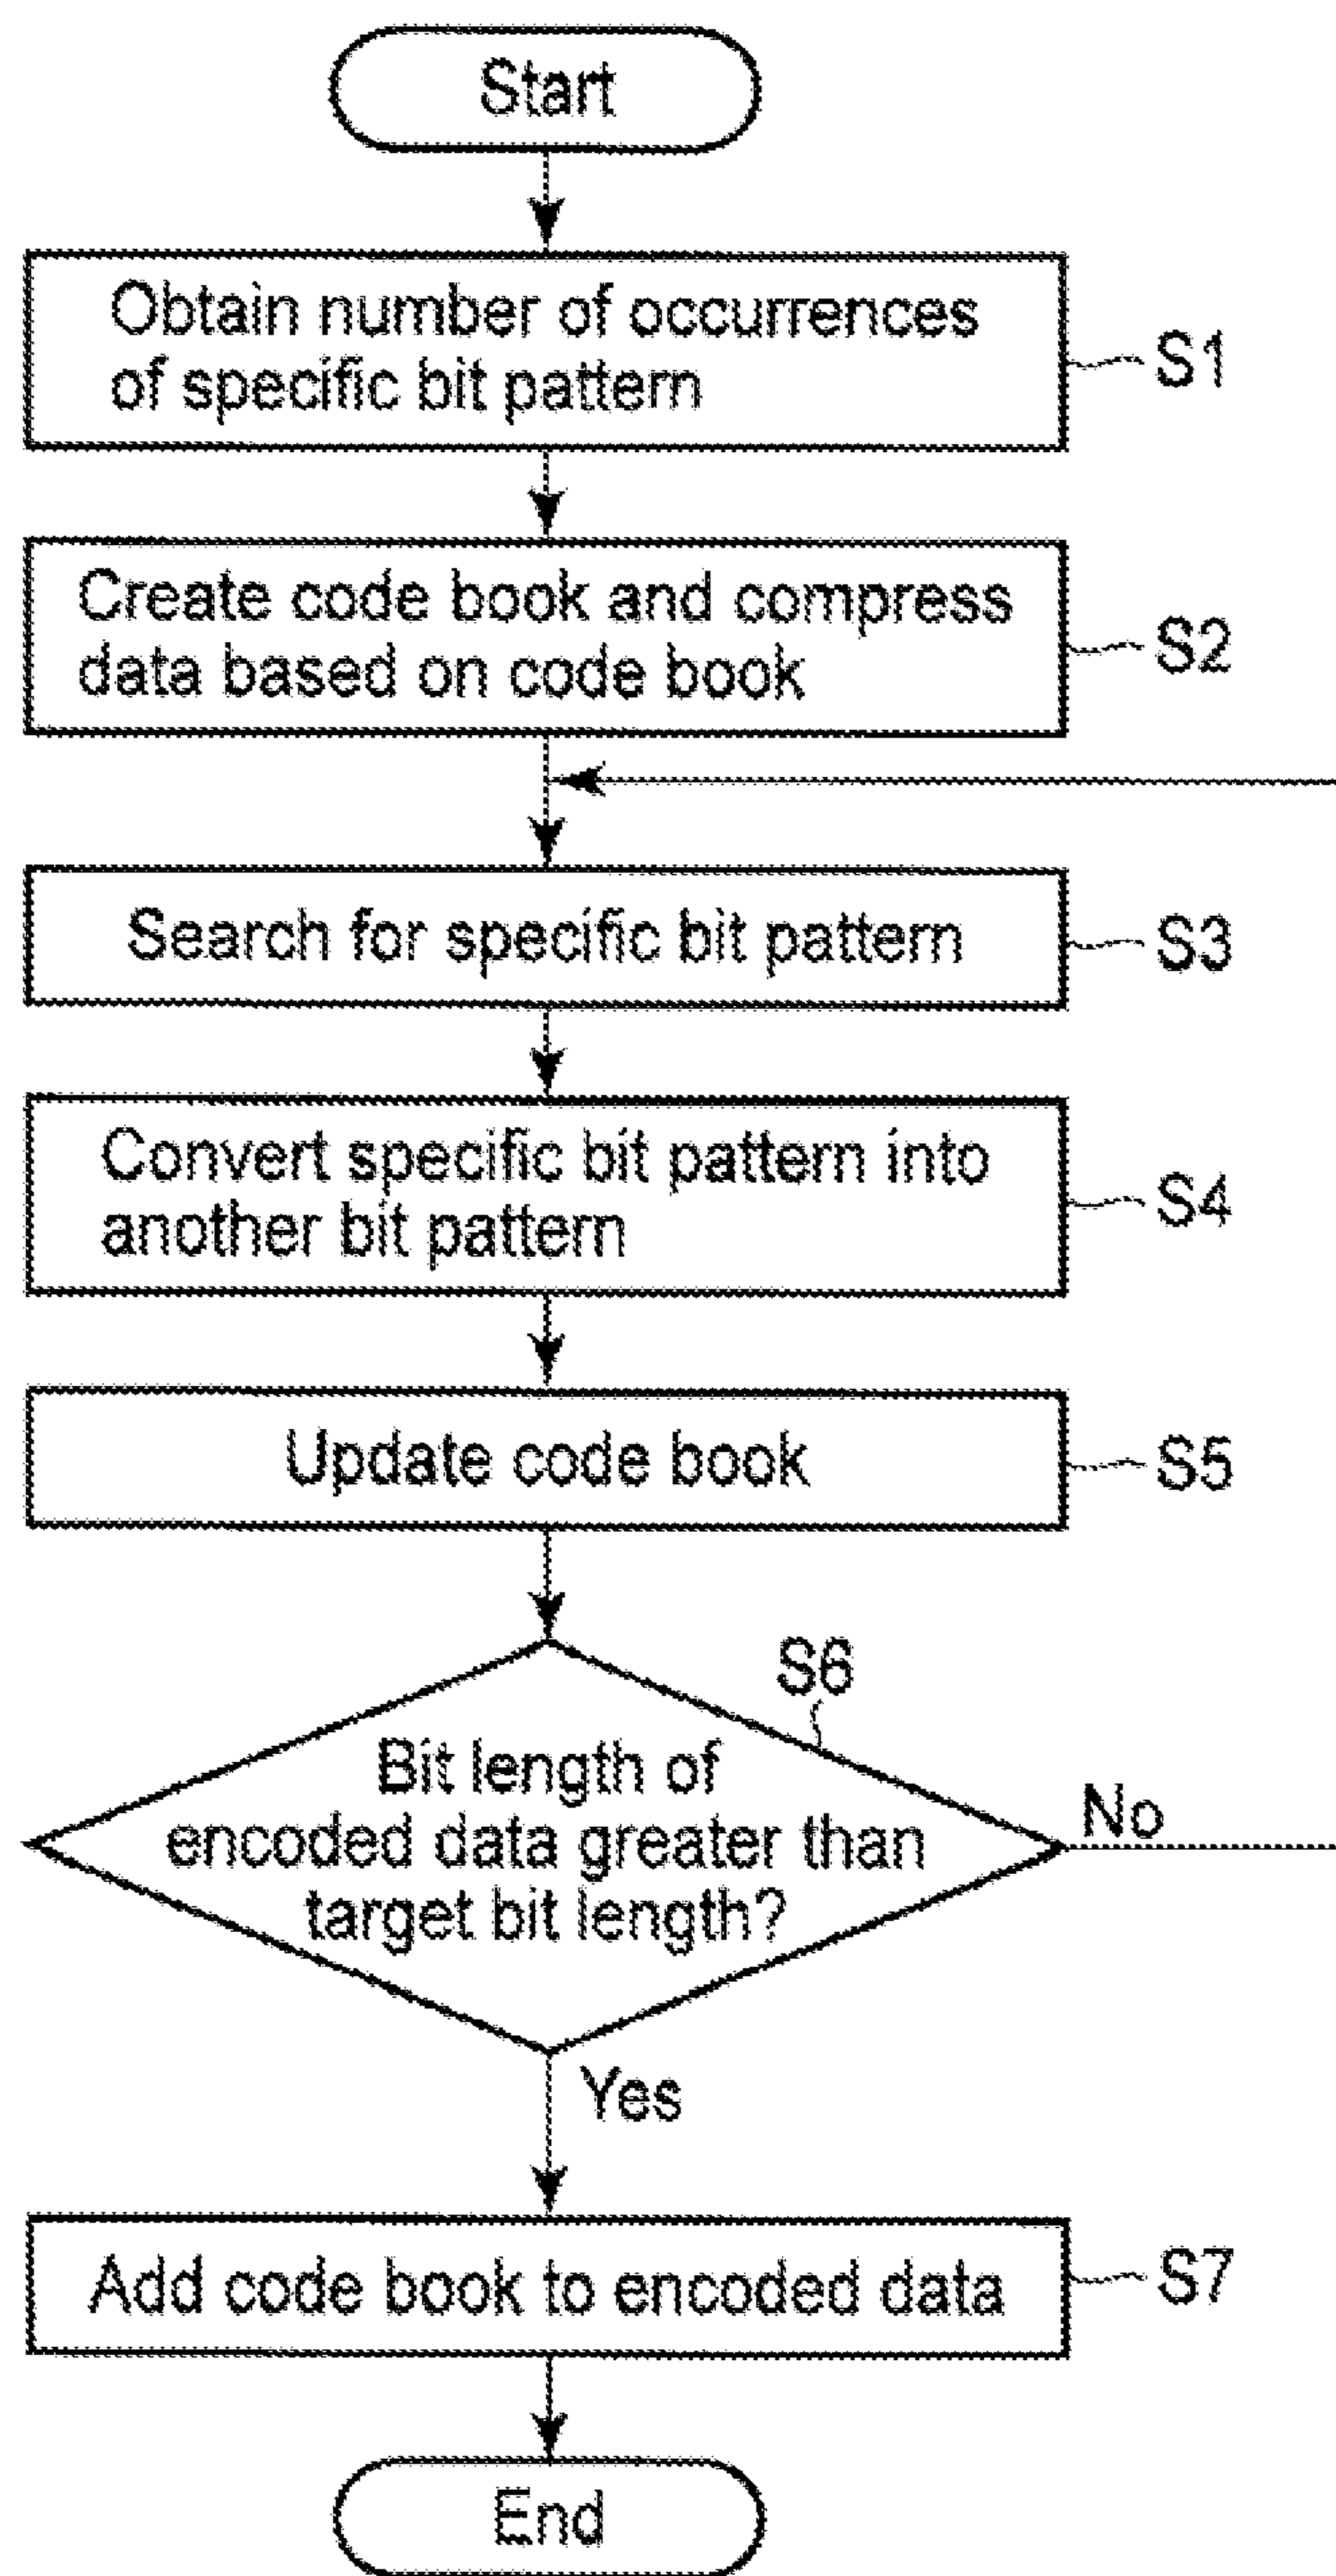 Start
Obtain number of occurrences
of specific bit pattern
S1
Create code book and compress
data based on code book
S2
Search for specific bit pattern
S3
Convert specific bit pattern into
another bit pattern
S4
Update code book
S5
S6
Bit length of
encoded data greater than
target bit length?
No
Yes
Add code book to encoded data
S7
End